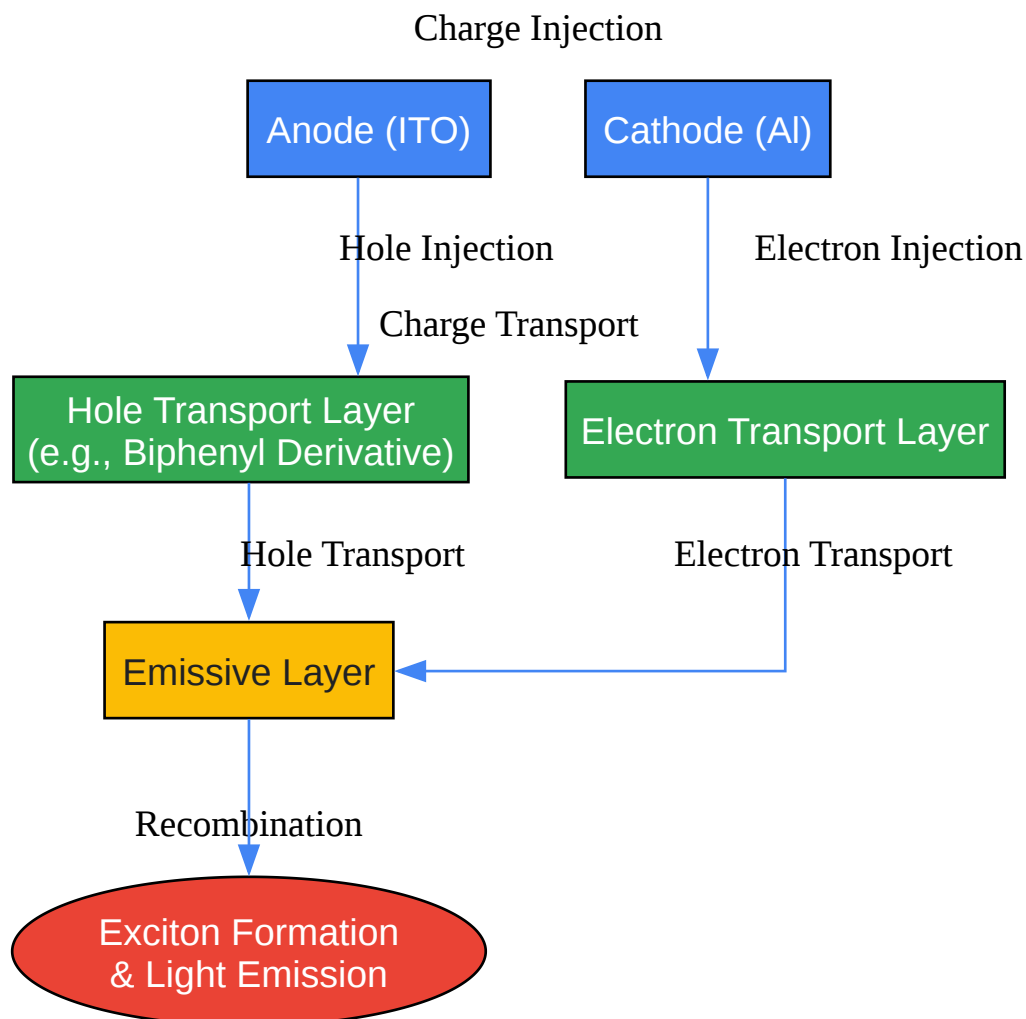 Charge Injection
Anode (ITO)
Cathode (Al)
Hole Injection
Electron Injection
Charge Transport
Hole Transport Layer
(e.g., Biphenyl Derivative)
Electron Transport Layer
Hole Transport
Electron Transport
Emissive Layer
Recombination
Exciton Formation
& Light Emission